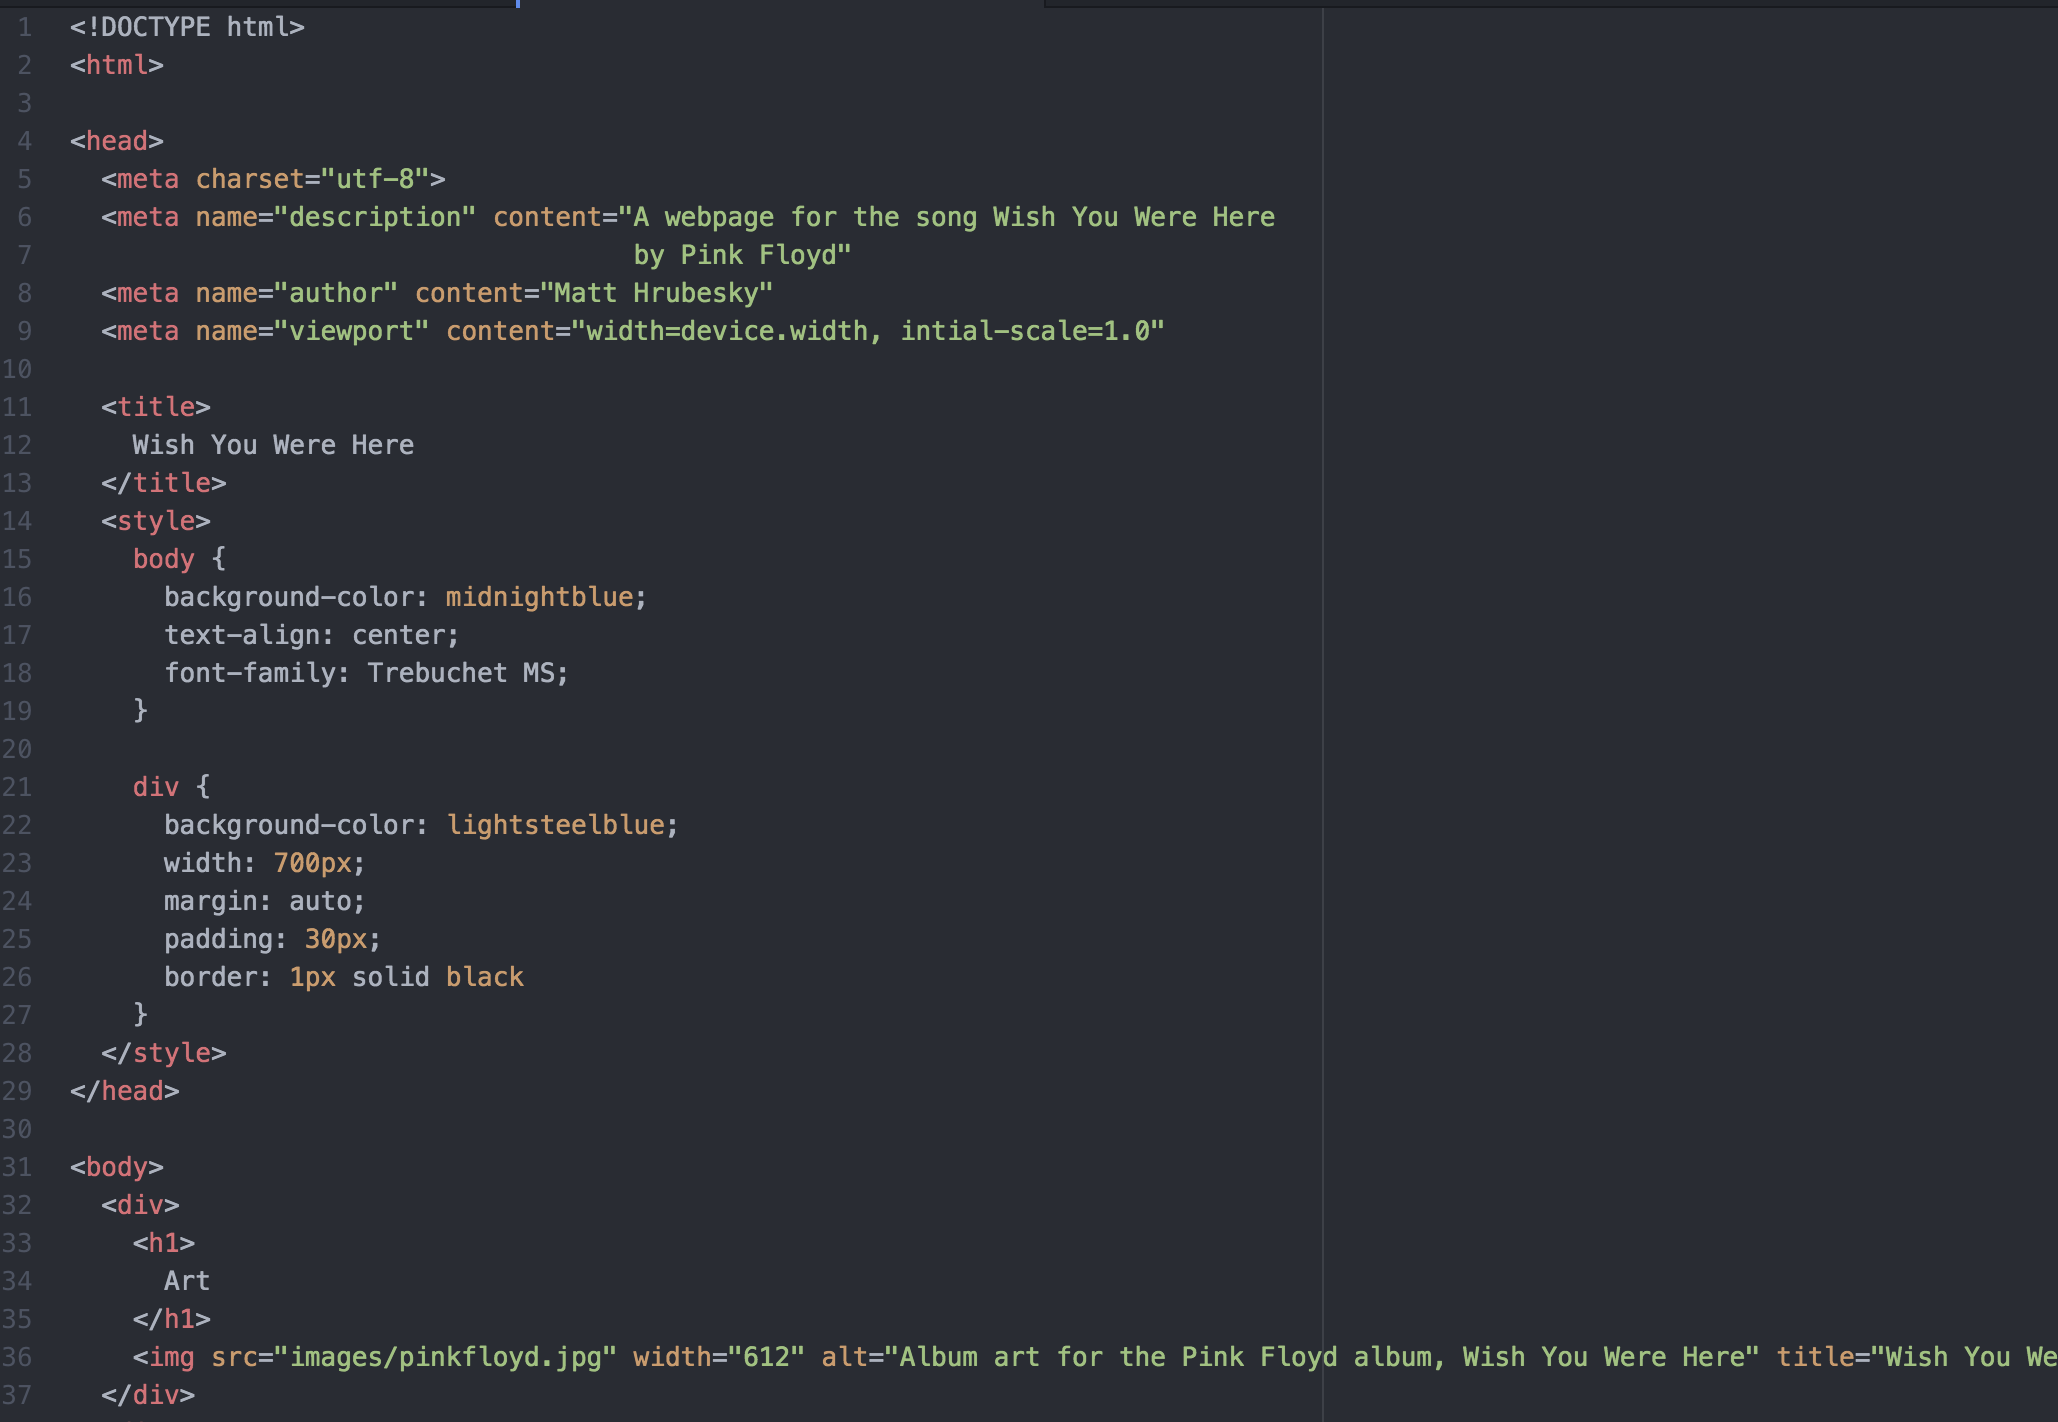 1 <!DOCTYPE html>
2 <html>
3
4 <head>
5   <meta charset="utf-8">
6   <meta name="description" content="A webpage for the song Wish You Were Here
7                                     by Pink Floyd"
8   <meta name="author" content="Matt Hrubesky"
9   <meta name="viewport" content="width=device.width, intial-scale=1.0"
10
11   <title>
12     Wish You Were Here
13   </title>
14   <style>
15     body {
16       background-color: midnightblue;
17       text-align: center;
18       font-family: Trebuchet MS;
19     }
20
21     div {
22       background-color: lightsteelblue;
23       width: 700px;
24       margin: auto;
25       padding: 30px;
26       border: 1px solid black
27     }
28   </style>
29 </head>
30
31 <body>
32   <div>
33     <h1>
34       Art
35     </h1>
36     <img src="images/pinkfloyd.jpg" width="612" alt="Album art for the Pink Floyd album, Wish You Were Here" title="Wish You We
37   </div>